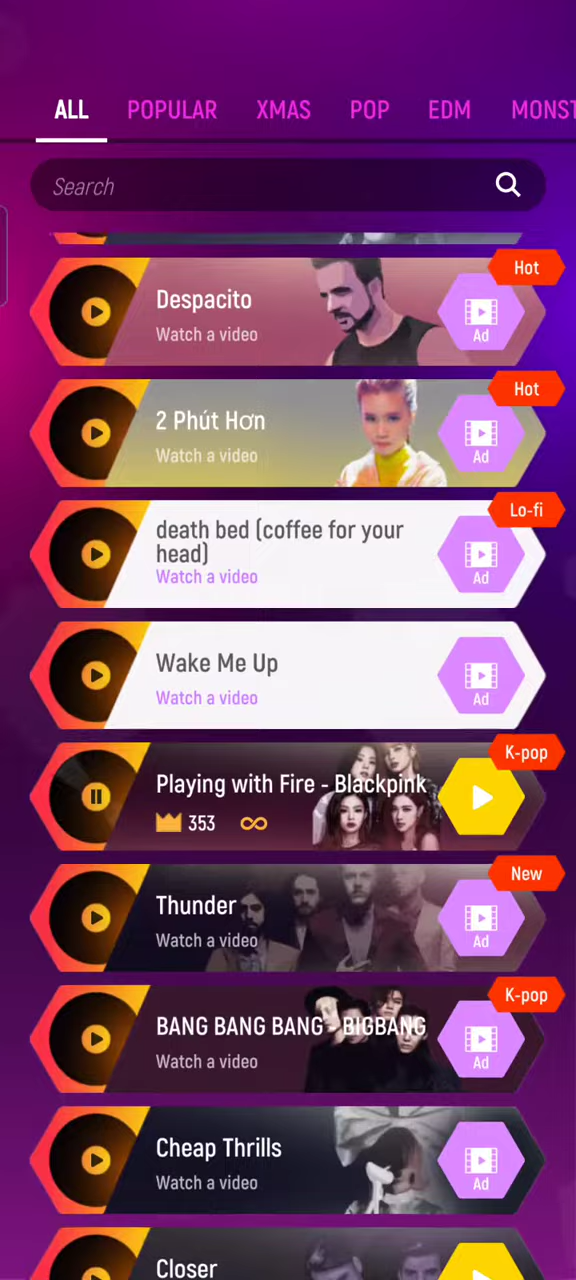 ALL POPULAR XMAS POP EDM MONST
Search
Hot
Despacito
Watch a video
Ad
Hot
2 Phút Hơn
Watch a video
Ad
Lo-fi
death bed (coffee for your
head)
Watch a video
Ad
Wake Me Up
Watch a video
Ad
K-pop
Playing with Fire - Blackpink
353
New
Thunder
Watch a video
Ad
K-pop
BANG BANG BANG - BIGBANG
Watch a video
Ad
Cheap Thrills
Watch a video
Ad
Closer